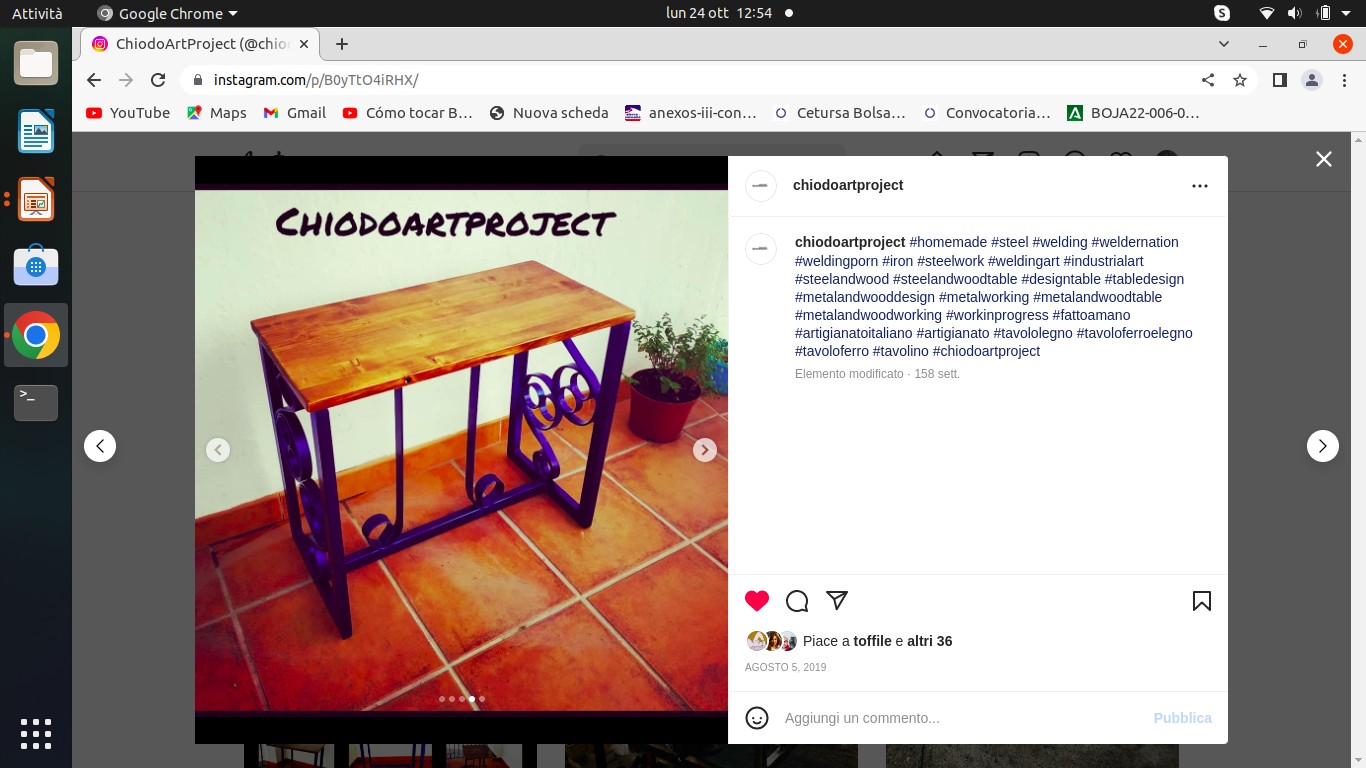 Attività
Google Chrome
lun 24 ott 12:54
ChiodoArtProject (@chio
instagram.com/p/B0yTtO4iRHX/
YouTube
Maps
Gmail
Cómo tocar B…
Nuova scheda
anexos-iii-con…
Cetursa Bolsa…
Convocatoria…
BOJA22-006-0…
CHIODOARTPROJECT
chiodoartproject
chiodoartproject #homemade #steel #welding #weldernation
#weldingporn #iron #steelwork #weldingart #industrialart
#steelandwood #steelandwoodtable #designtable #tabledesign
#metalandwooddesign #metalworking #metalandwoodtable
#metalandwoodworking #workinprogress #fattoamano
#artigianatoitaliano #artigianato #tavololegno #tavoloferroelegno
#tavoloferro #tavolino #chiodoartproject
Elemento modificato · 158 sett.
Piace a toffile e altri 36
AGOSTO 5, 2019
Aggiungi un commento...
Pubblica